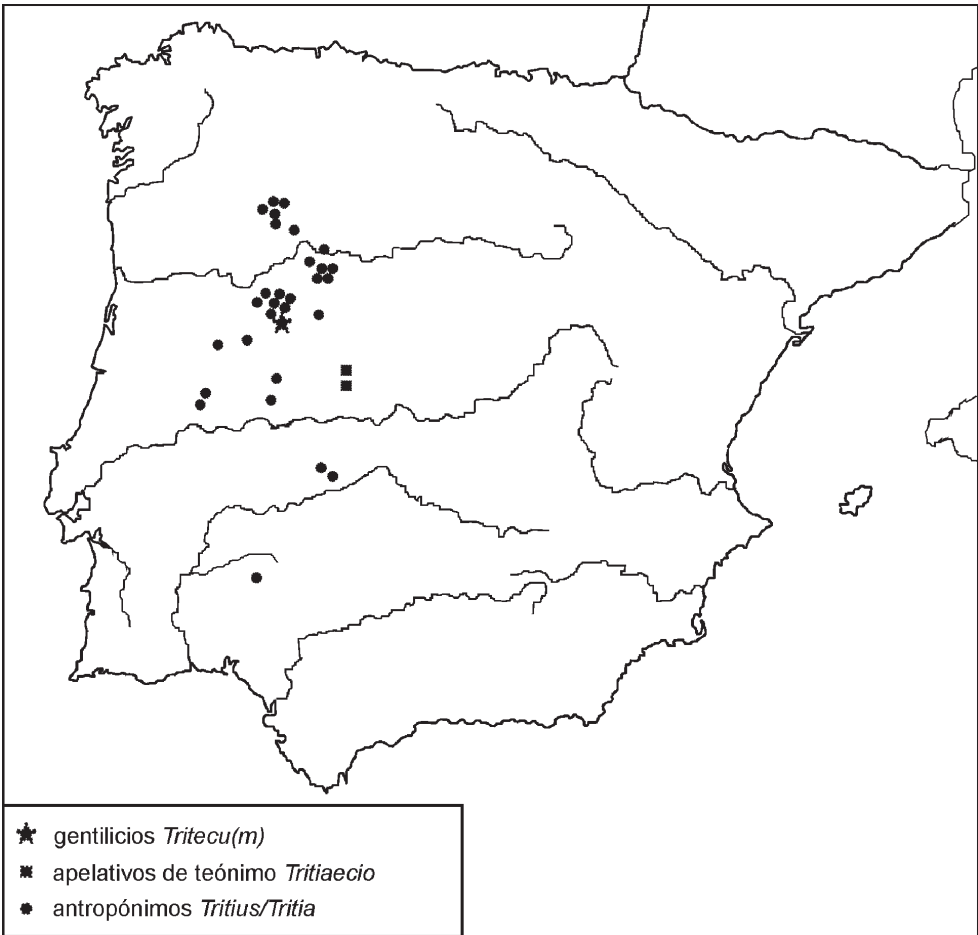 gentilicios Tritecu(m)
apelativos de teónimo Tritiaecio
antropónimos Tritius/Tritia